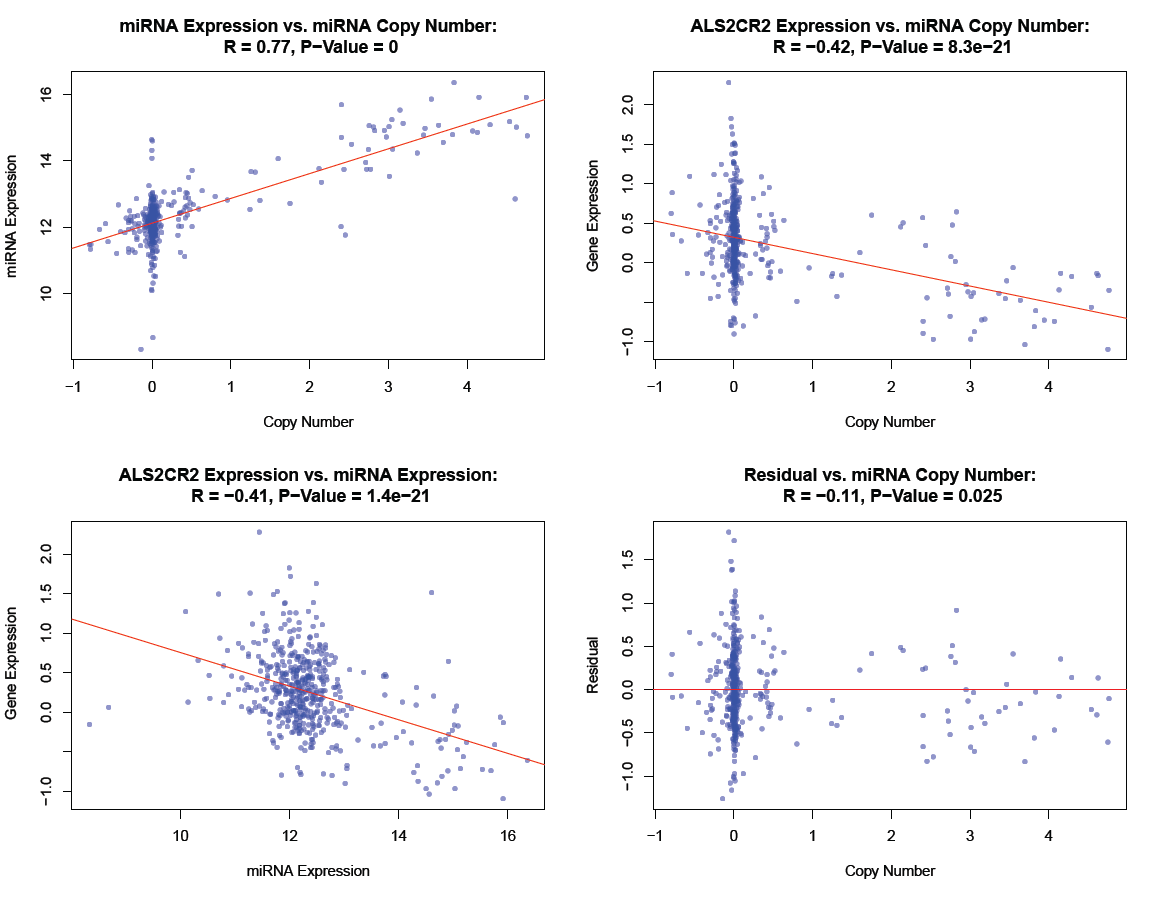 miRNA Expression vs. miRNA Copy Number:
R = 0.77, P−Value = 0
miRNA Expression
16
14
12
10
−1 0 1 2 3 4
Copy Number
ALS2CR2 Expression vs. miRNA Copy Number:
R = −0.42, P−Value = 8.3e−21
Gene Expression
2.0
1.5
1.0
0.5
0.0
−1.0
−1 0 1 2 3 4
Copy Number
ALS2CR2 Expression vs. miRNA Expression:
R = −0.41, P−Value = 1.4e−21
Gene Expression
2.0
1.5
1.0
0.5
0.0
−1.0
10 12 14 16
miRNA Expression
Residual vs. miRNA Copy Number:
R = −0.11, P−Value = 0.025
Residual
1.5
1.0
0.5
0.0
−0.5
−1.0
−1 0 1 2 3 4
Copy Number